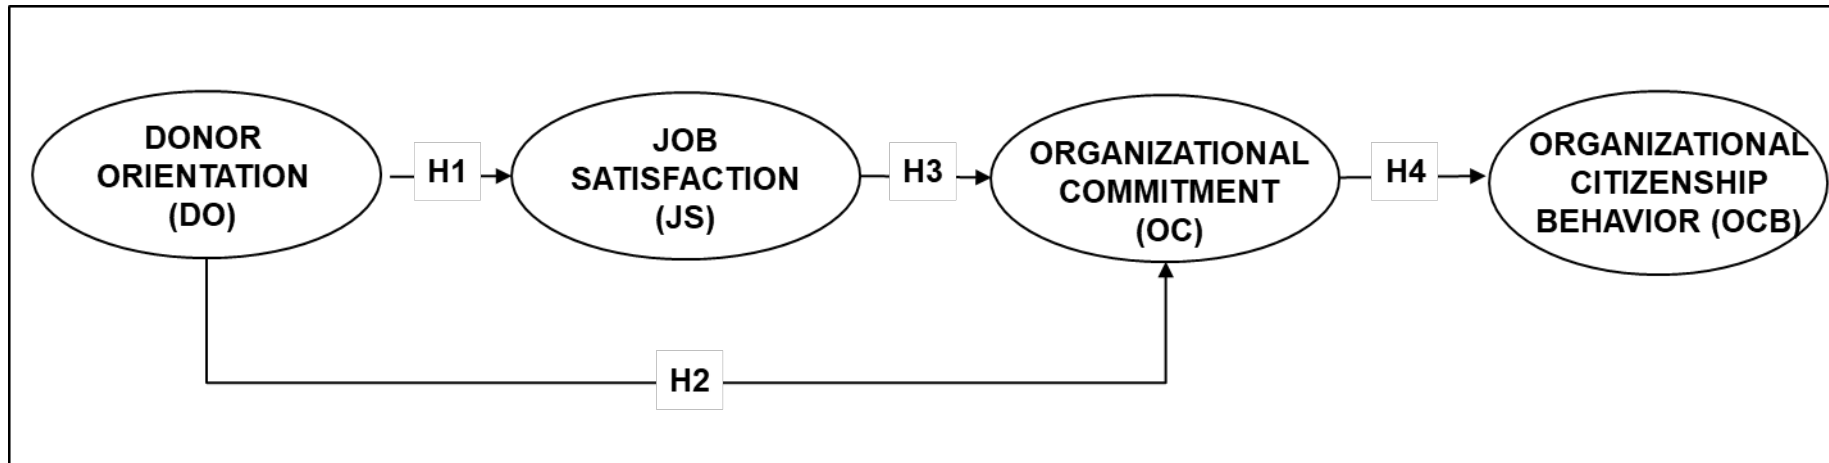 DONOR
ORIENTATION
(DO)
H1
JOB
SATISFACTION
(JS)
H3
ORGANIZATIONAL
COMMITMENT
(OC)
H4
ORGANIZATIONAL
CITIZENSHIP
BEHAVIOR (OCB)
H2